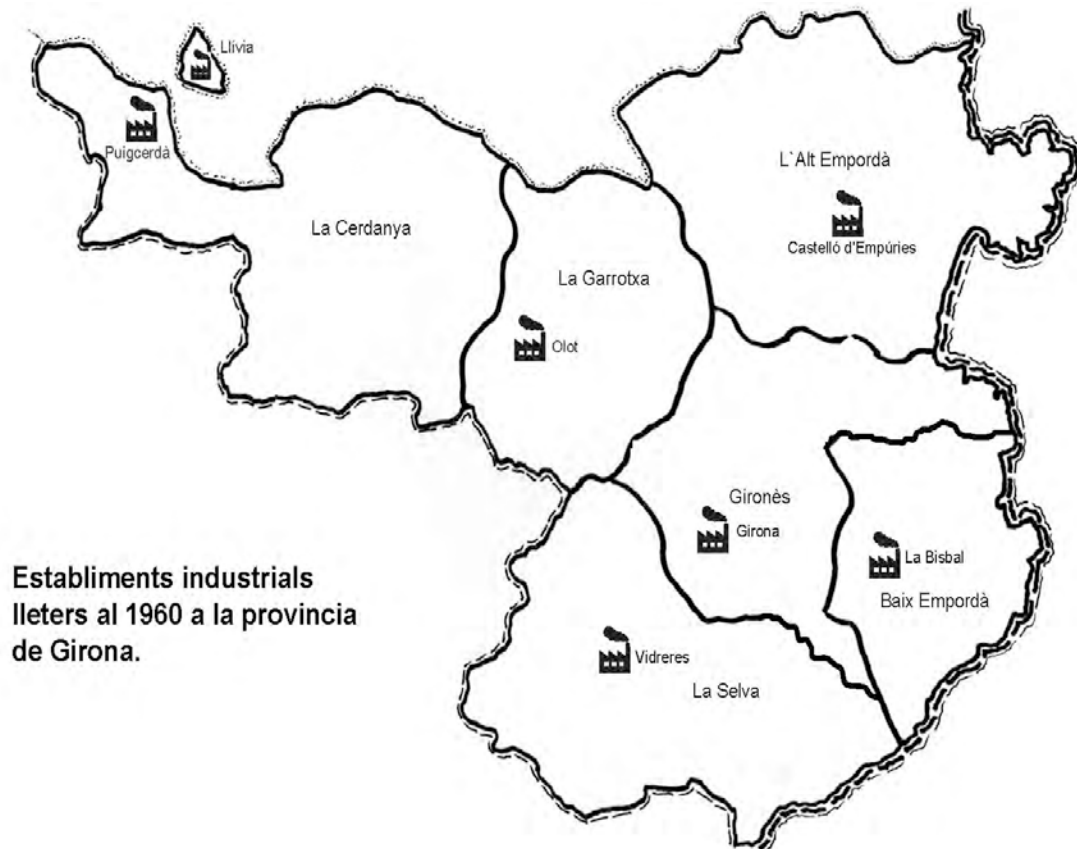 Llívia
Puigcerdà
L`Alt Empordà
La Cerdanya
Castelló d'Empúries
La Garrotxa
Olot
Gironès
Girona
La Bisbal
Baix Empordà
Establiments industrials
lleters al 1960 a la provincia
de Girona.
Vidreres
La Selva